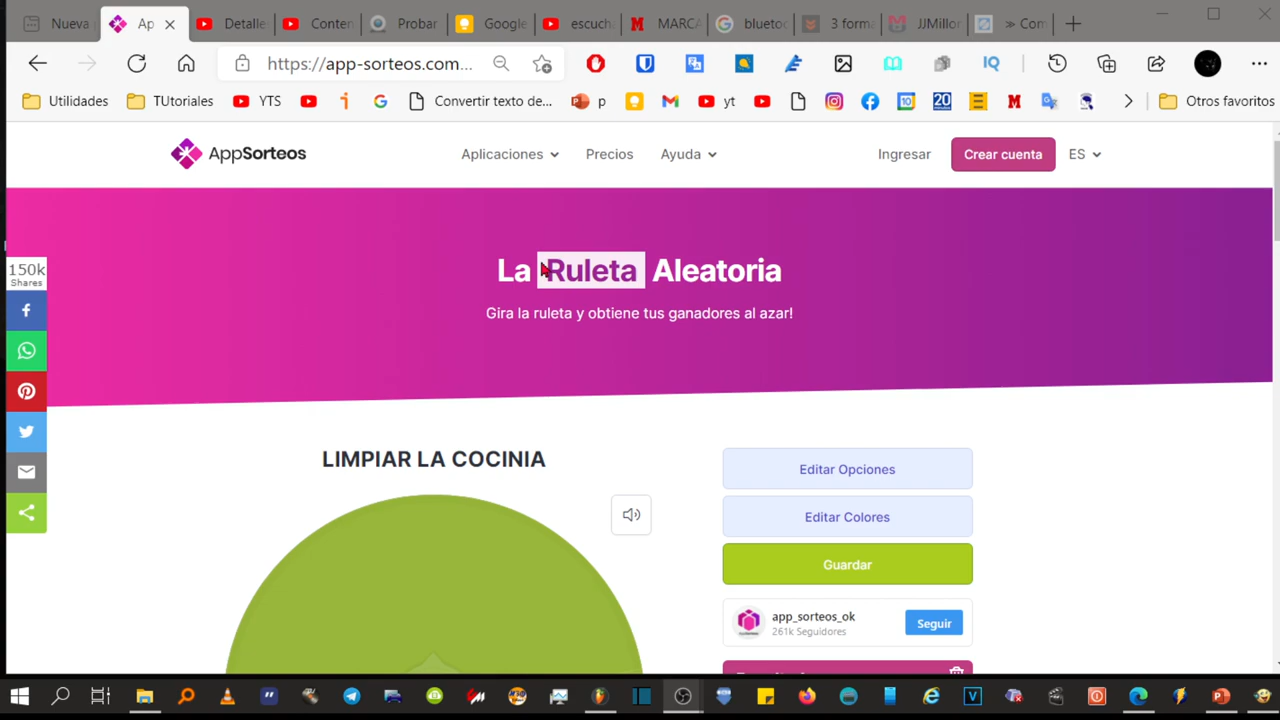 Nueva
Ap
Detalle
Conten
Probar
Google
escuch
MARCA
bluetoo
3 forma
JJMillor
» Com
https://app-sorteos.com...
Utilidades
TUtoriales
YTS
Convertir texto de...
p
yt
Otros favoritos
AppSorteos
Aplicaciones
Precios
Ayuda
Ingresar
Crear cuenta
ES
La Ruleta Aleatoria
Gira la ruleta y obtiene tus ganadores al azar!
150k
Shares
LIMPIAR LA COCINIA
Editar Opciones
Editar Colores
Guardar
app_sorteos_ok
261k Seguidores
Seguir